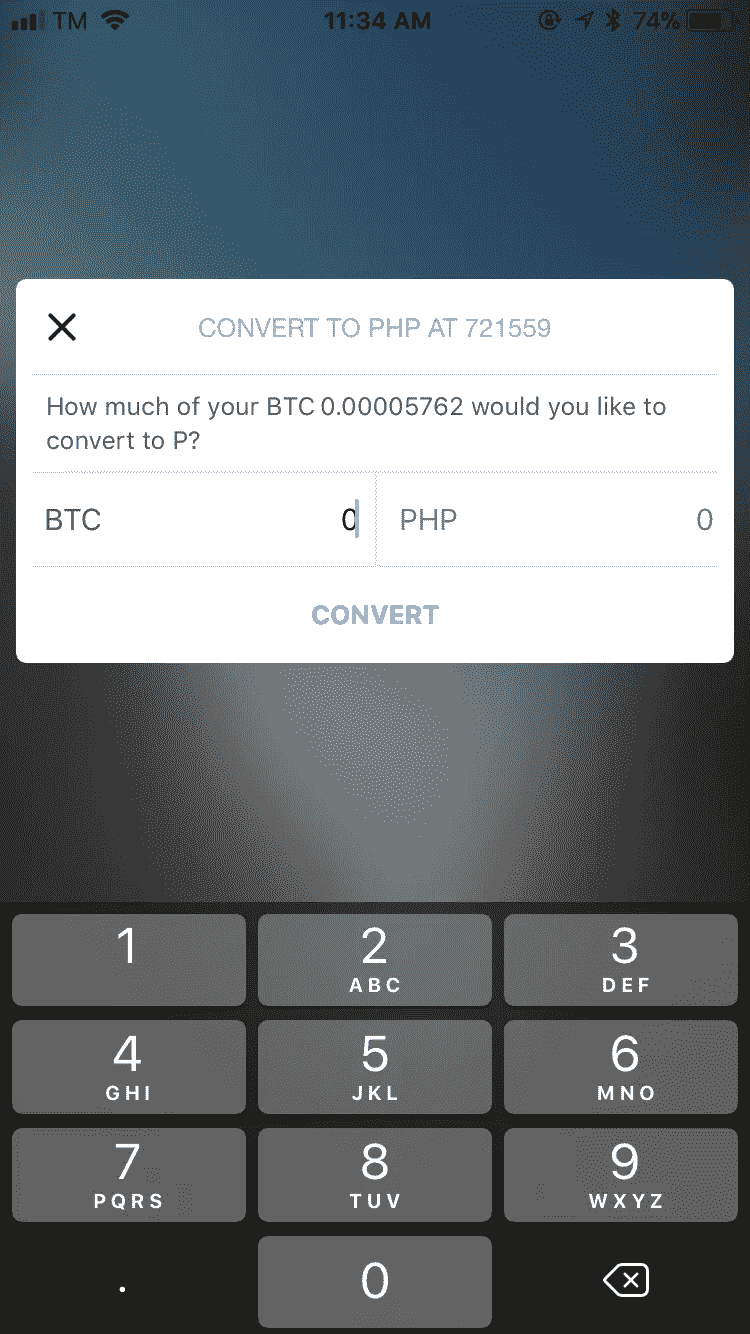 TM 11:34 AM 74%
CONVERT TO PHP AT 721559
How much of your BTC 0.00005762 would you like to
convert to P?
BTC 0 PHP 0
CONVERT
1 2 3
ABC DEF
4 5 6
GHI JKL MNO
7 8 9
PQRS TUV WXYZ
. 0